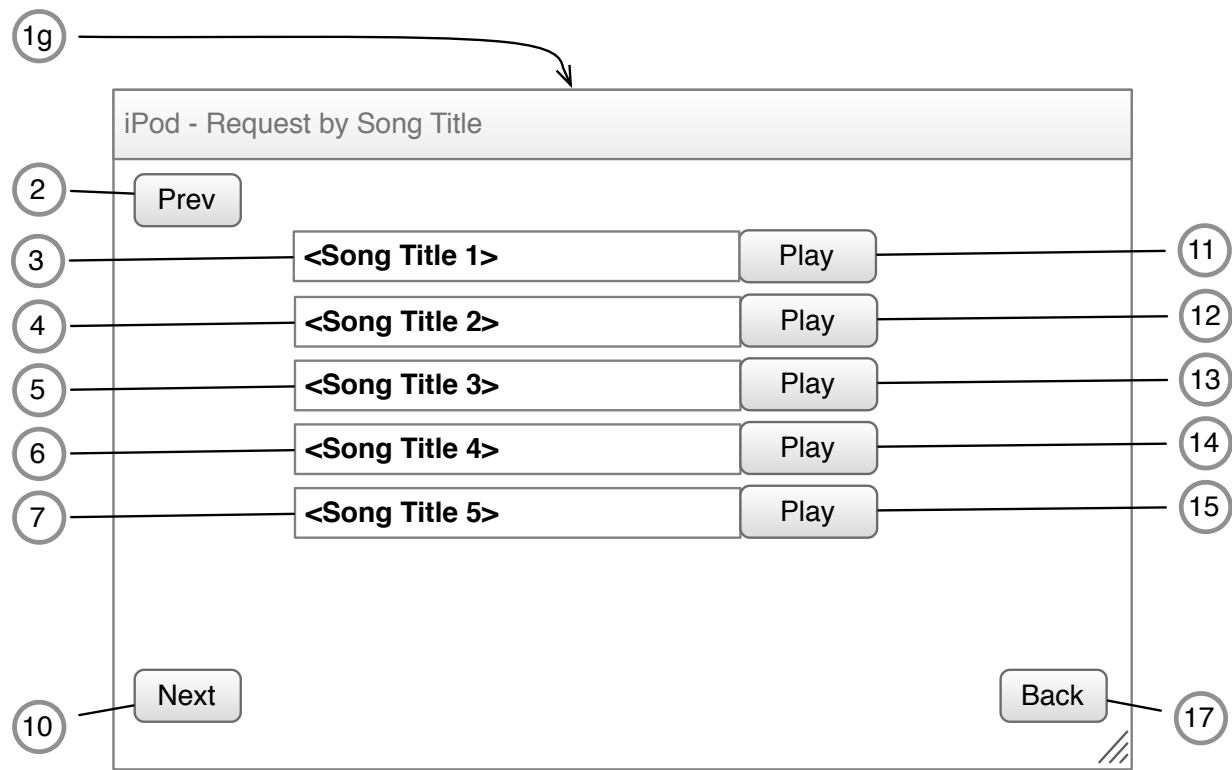 1g
iPod - Request by Song Title
2
Prev
3
<Song Title 1>
Play
11
4
<Song Title 2>
Play
12
5
<Song Title 3>
Play
13
6
<Song Title 4>
Play
14
7
<Song Title 5>
Play
15
10
Next
Back
17